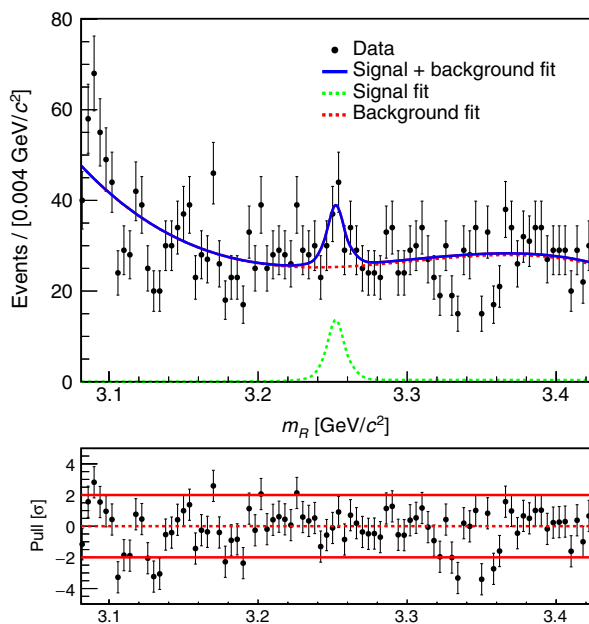 80
60
40
20
0
Events / [0.004 GeV/c²]
Data
Signal + background fit
Signal fit
Background fit
3.1 3.2 3.3 3.4
m_R [GeV/c²]
4
2
0
−2
−4
Pull [σ]
3.1 3.2 3.3 3.4